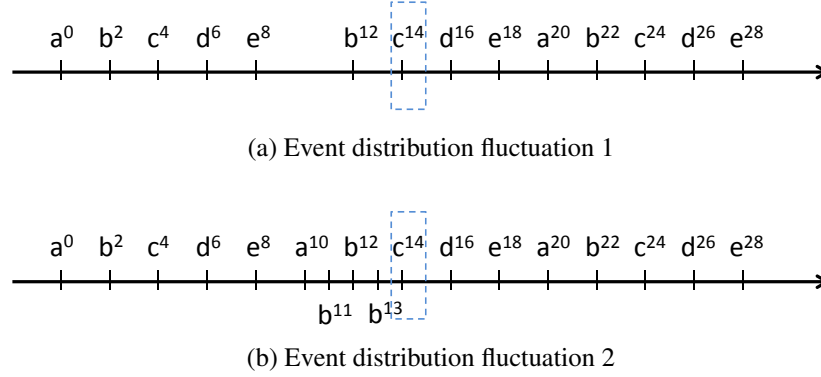 a⁰ b² c⁴ d⁶ e⁸ b¹² c¹⁴ d¹⁶ e¹⁸ a²⁰ b²² c²⁴ d²⁶ e²⁸
(a) Event distribution fluctuation 1
a⁰ b² c⁴ d⁶ e⁸ a¹⁰ b¹² c¹⁴ d¹⁶ e¹⁸ a²⁰ b²² c²⁴ d²⁶ e²⁸
b¹¹ b¹³
(b) Event distribution fluctuation 2